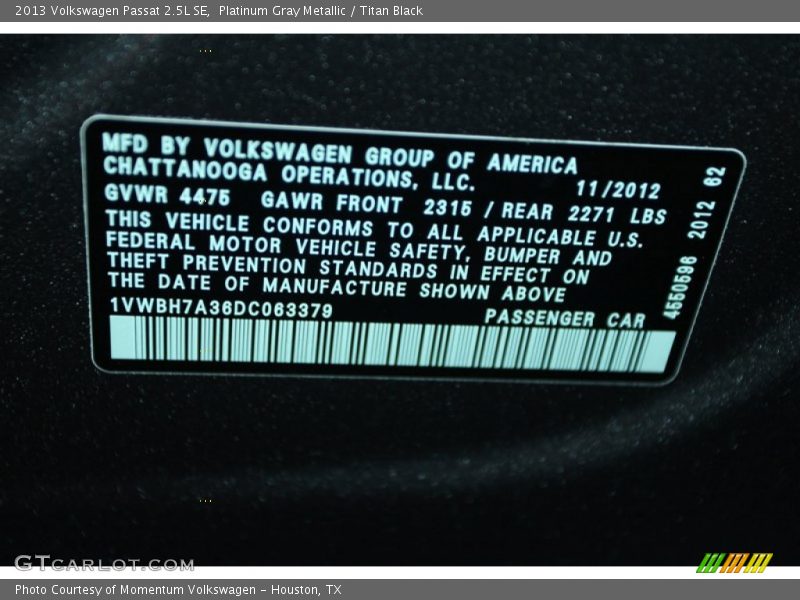 2013 Volkswagen Passat 2.5L SE,  Platinum Gray Metallic / Titan Black
MFD BY VOLKSWAGEN GROUP OF AMERICA
CHATTANOOGA OPERATIONS, LLC.
11/2012
GVWR 4475 GAWR FRONT 2315 / REAR 2271 LBS
THIS VEHICLE CONFORMS TO ALL APPLICABLE U.S.
FEDERAL MOTOR VEHICLE SAFETY, BUMPER AND
THEFT PREVENTION STANDARDS IN EFFECT ON
THE DATE OF MANUFACTURE SHOWN ABOVE
1VWBH7A36DC063379
PASSENGER CAR
4550596 2012 62
GTCARLOT.COM
Photo Courtesy of Momentum Volkswagen - Houston, TX